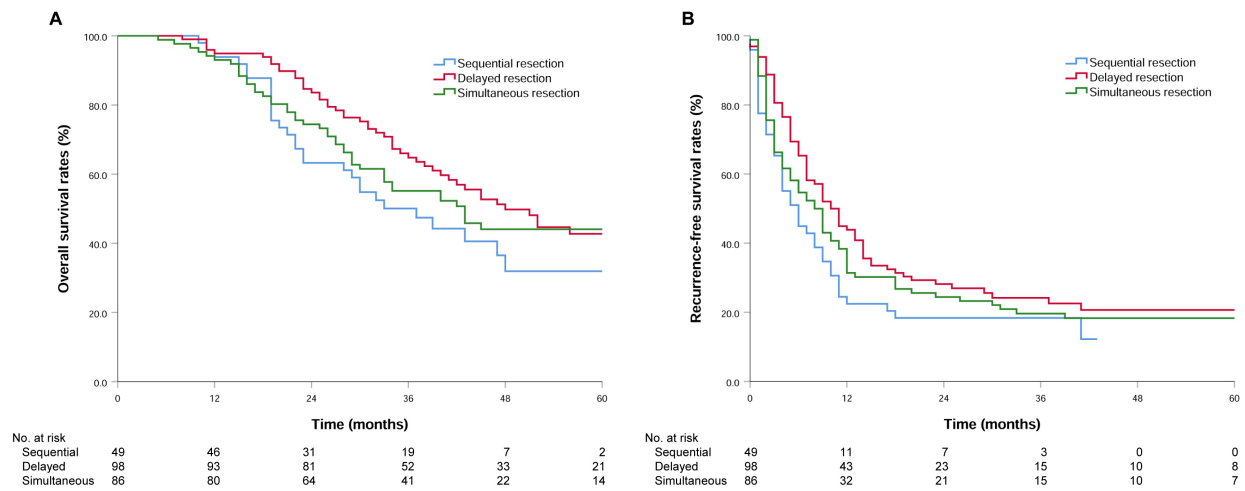 A
Overall survival rates (%)
100.0
80.0
60.0
40.0
20.0
0.0
Sequential resection
Delayed resection
Simultaneous resection
0 12 24 36 48 60
Time (months)
No. at risk
Sequential 49 46 31 19 7 2
Delayed 98 93 81 52 33 21
Simultaneous 86 80 64 41 22 14
B
Recurrence-free survival rates (%)
100.0
80.0
60.0
40.0
20.0
0.0
Sequential resection
Delayed resection
Simultaneous resection
0 12 24 36 48 60
Time (months)
No. at risk
Sequential 49 11 7 3 0 0
Delayed 98 43 23 15 10 8
Simultaneous 86 32 21 15 10 7